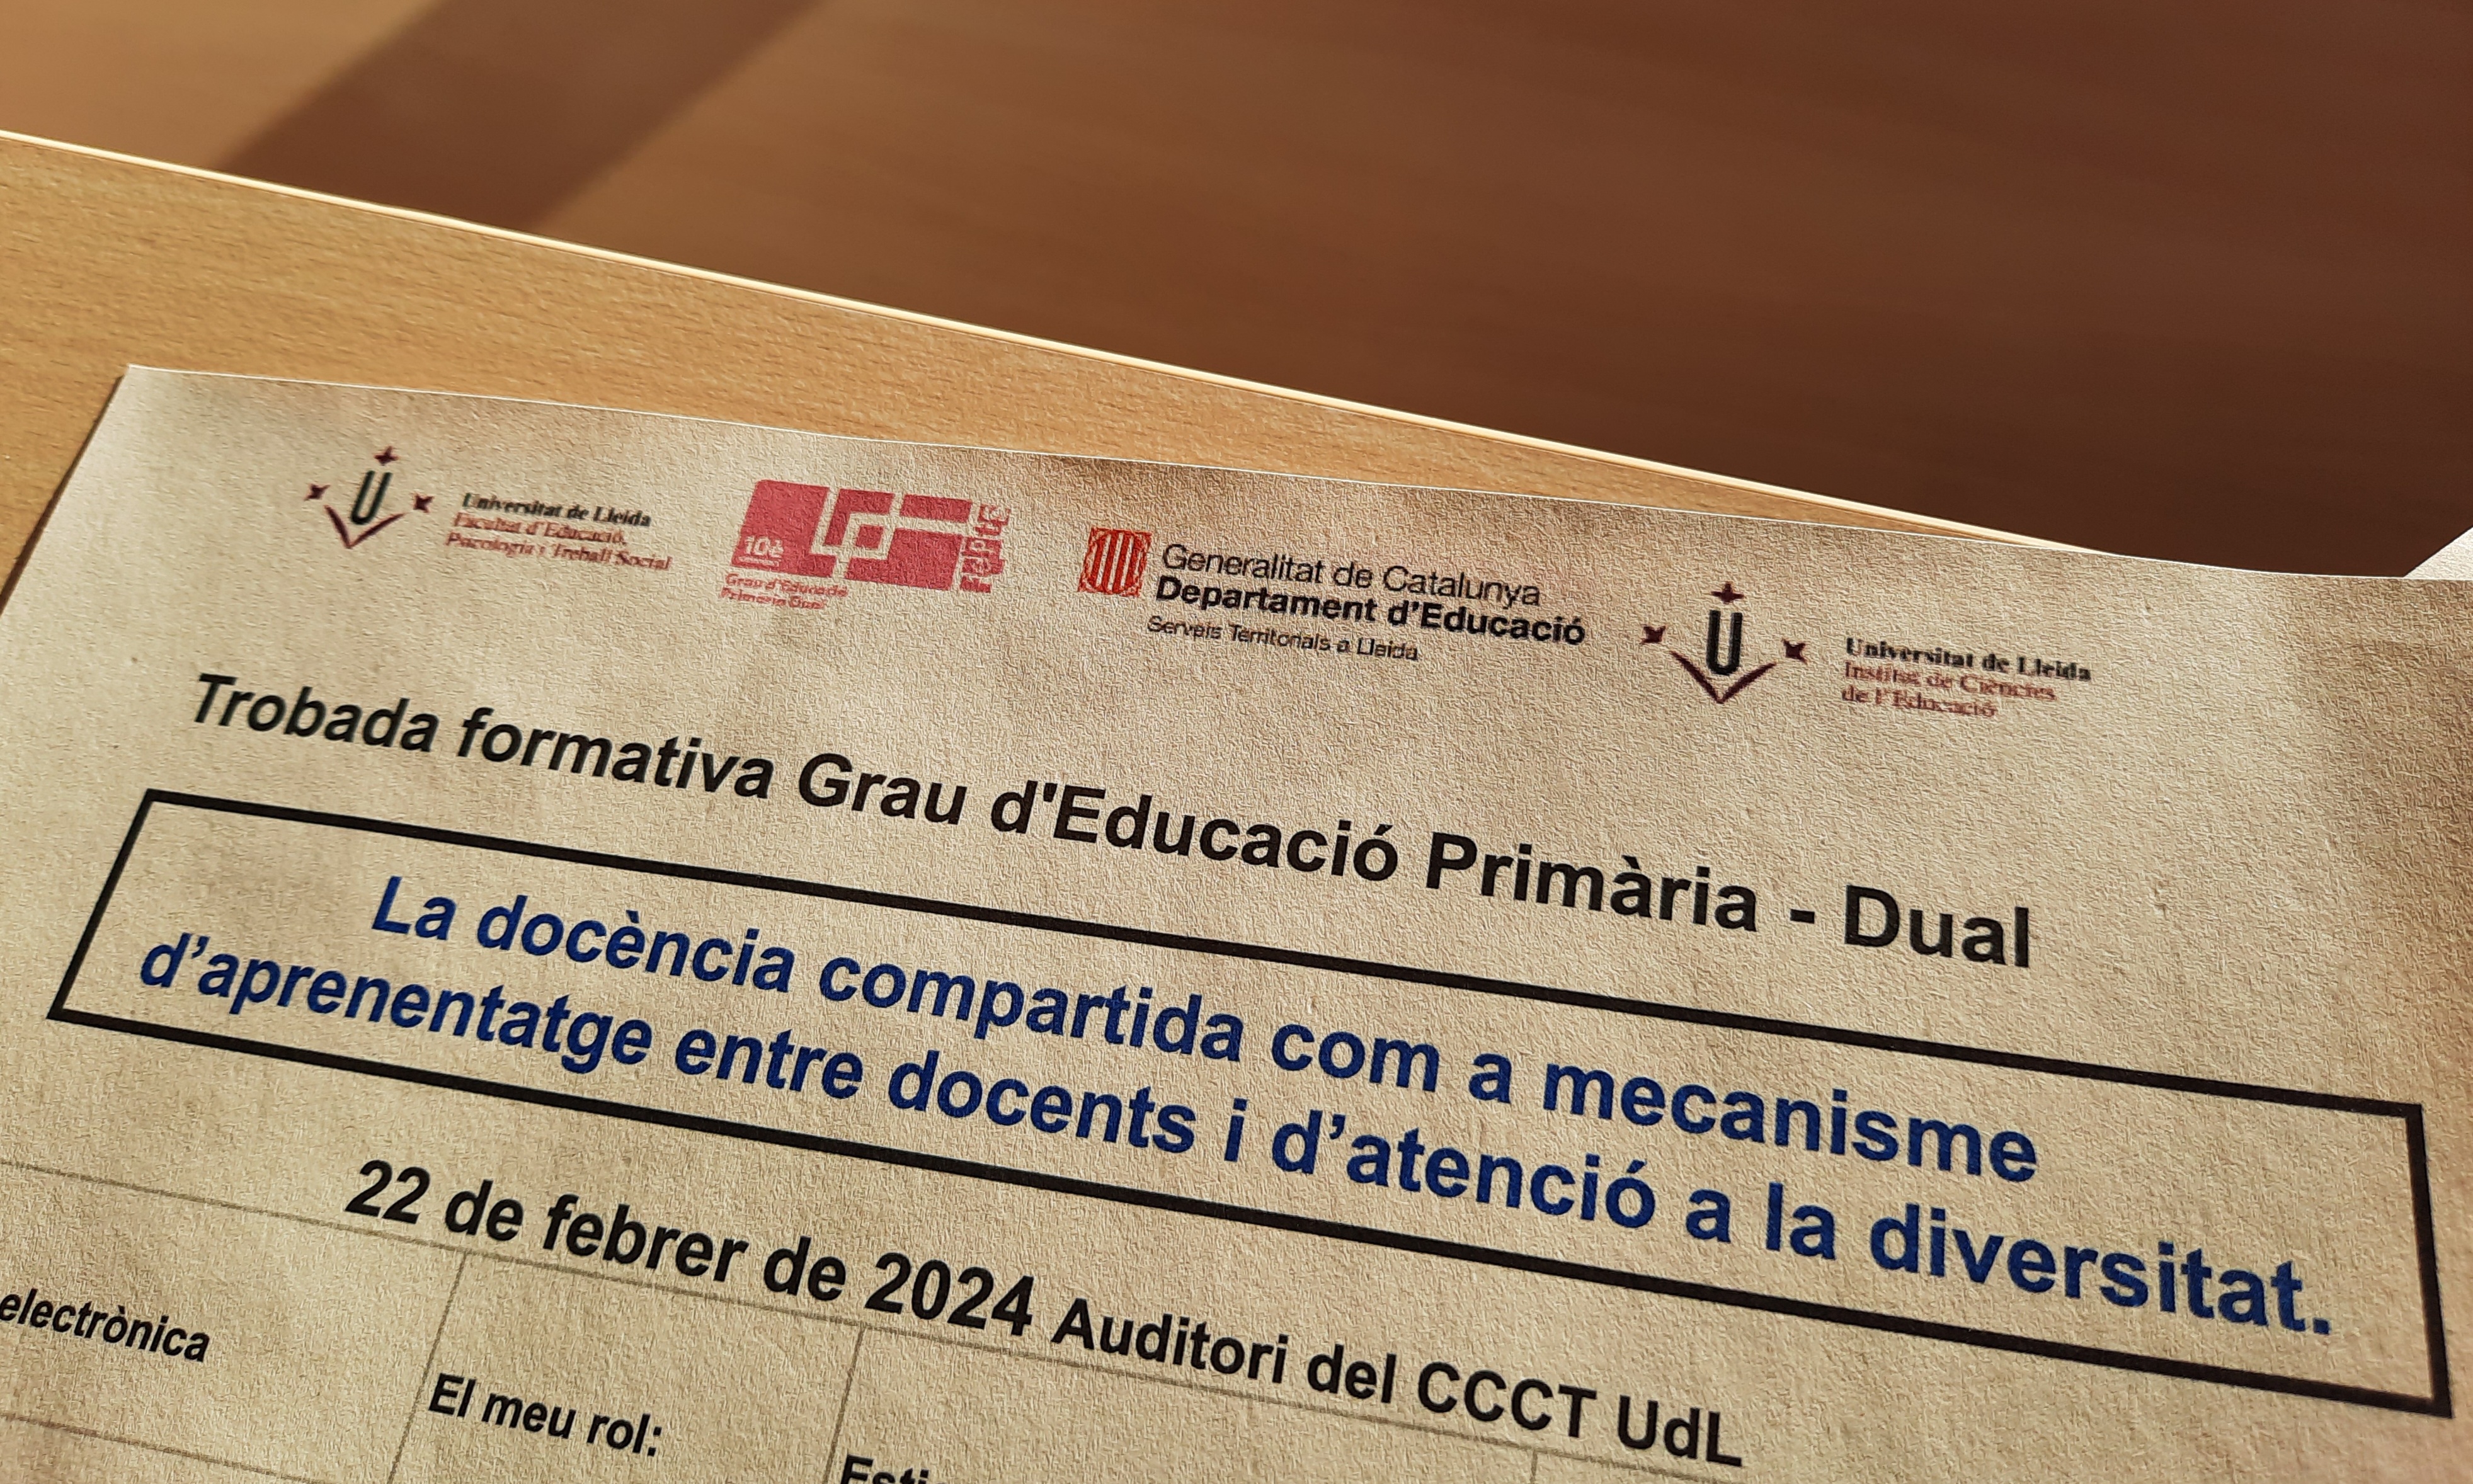 Universitat de Lleida
Facultat d'Educació,
Psicologia i Treball Social
10è
FEPTS
Grau d'Educació
Primària Dual
Generalitat de Catalunya
Departament d'Educació
Serveis Territorials a Lleida
Universitat de Lleida
Institut de Ciències
de l'Educació
Trobada formativa Grau d'Educació Primària - Dual
La docència compartida com a mecanisme
d’aprenentatge entre docents i d’atenció a la diversitat.
22 de febrer de 2024 Auditori del CCCT UdL
electrònica
El meu rol: